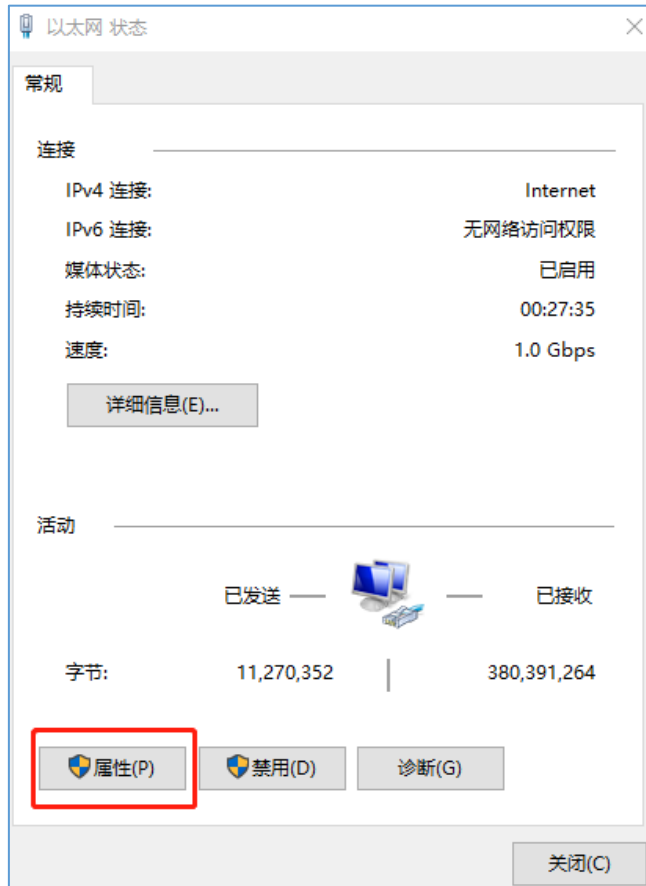 以太网 状态
常规
连接
IPv4 连接: Internet
IPv6 连接: 无网络访问权限
媒体状态: 已启用
持续时间: 00:27:35
速度: 1.0 Gbps
详细信息(E)...
活动
已发送 已接收
字节: 11,270,352 380,391,264
属性(P) 禁用(D) 诊断(G)
关闭(C)